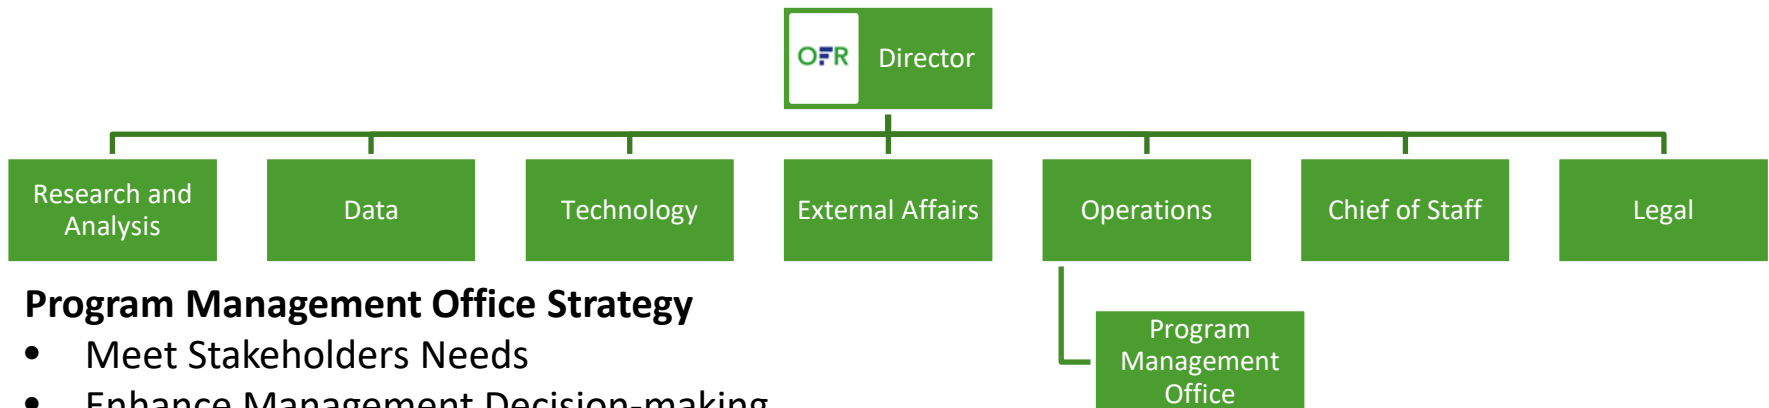 OFR
Director
Research and
Analysis
Data
Technology
External Affairs
Operations
Chief of Staff
Legal
Program Management Office Strategy
• Meet Stakeholders Needs
• Enhance Management Decision-making
Program
Management
Office